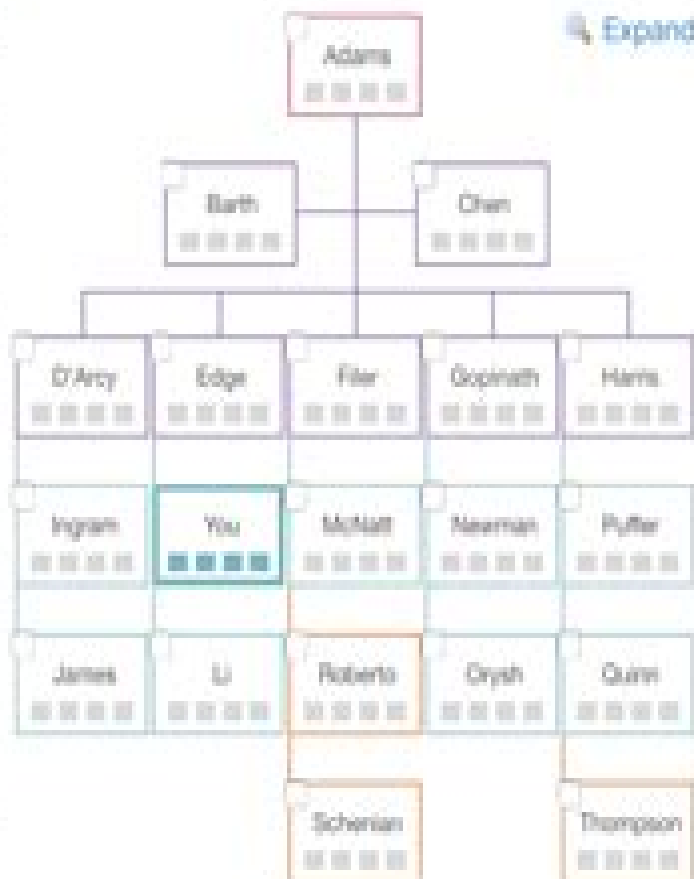 Expand
Adams
Barth
Chen
D'Arcy
Edge
Filer
Gopinath
Harris
Ingram
You
McNatt
Newman
Puffer
James
Li
Roberto
Orysh
Quinn
Schenian
Thompson